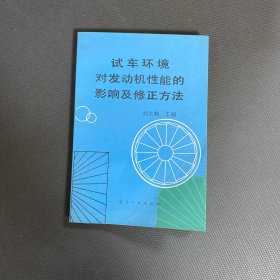 试车环境
对发动机性能的
影响及修正方法
刘大响 主编